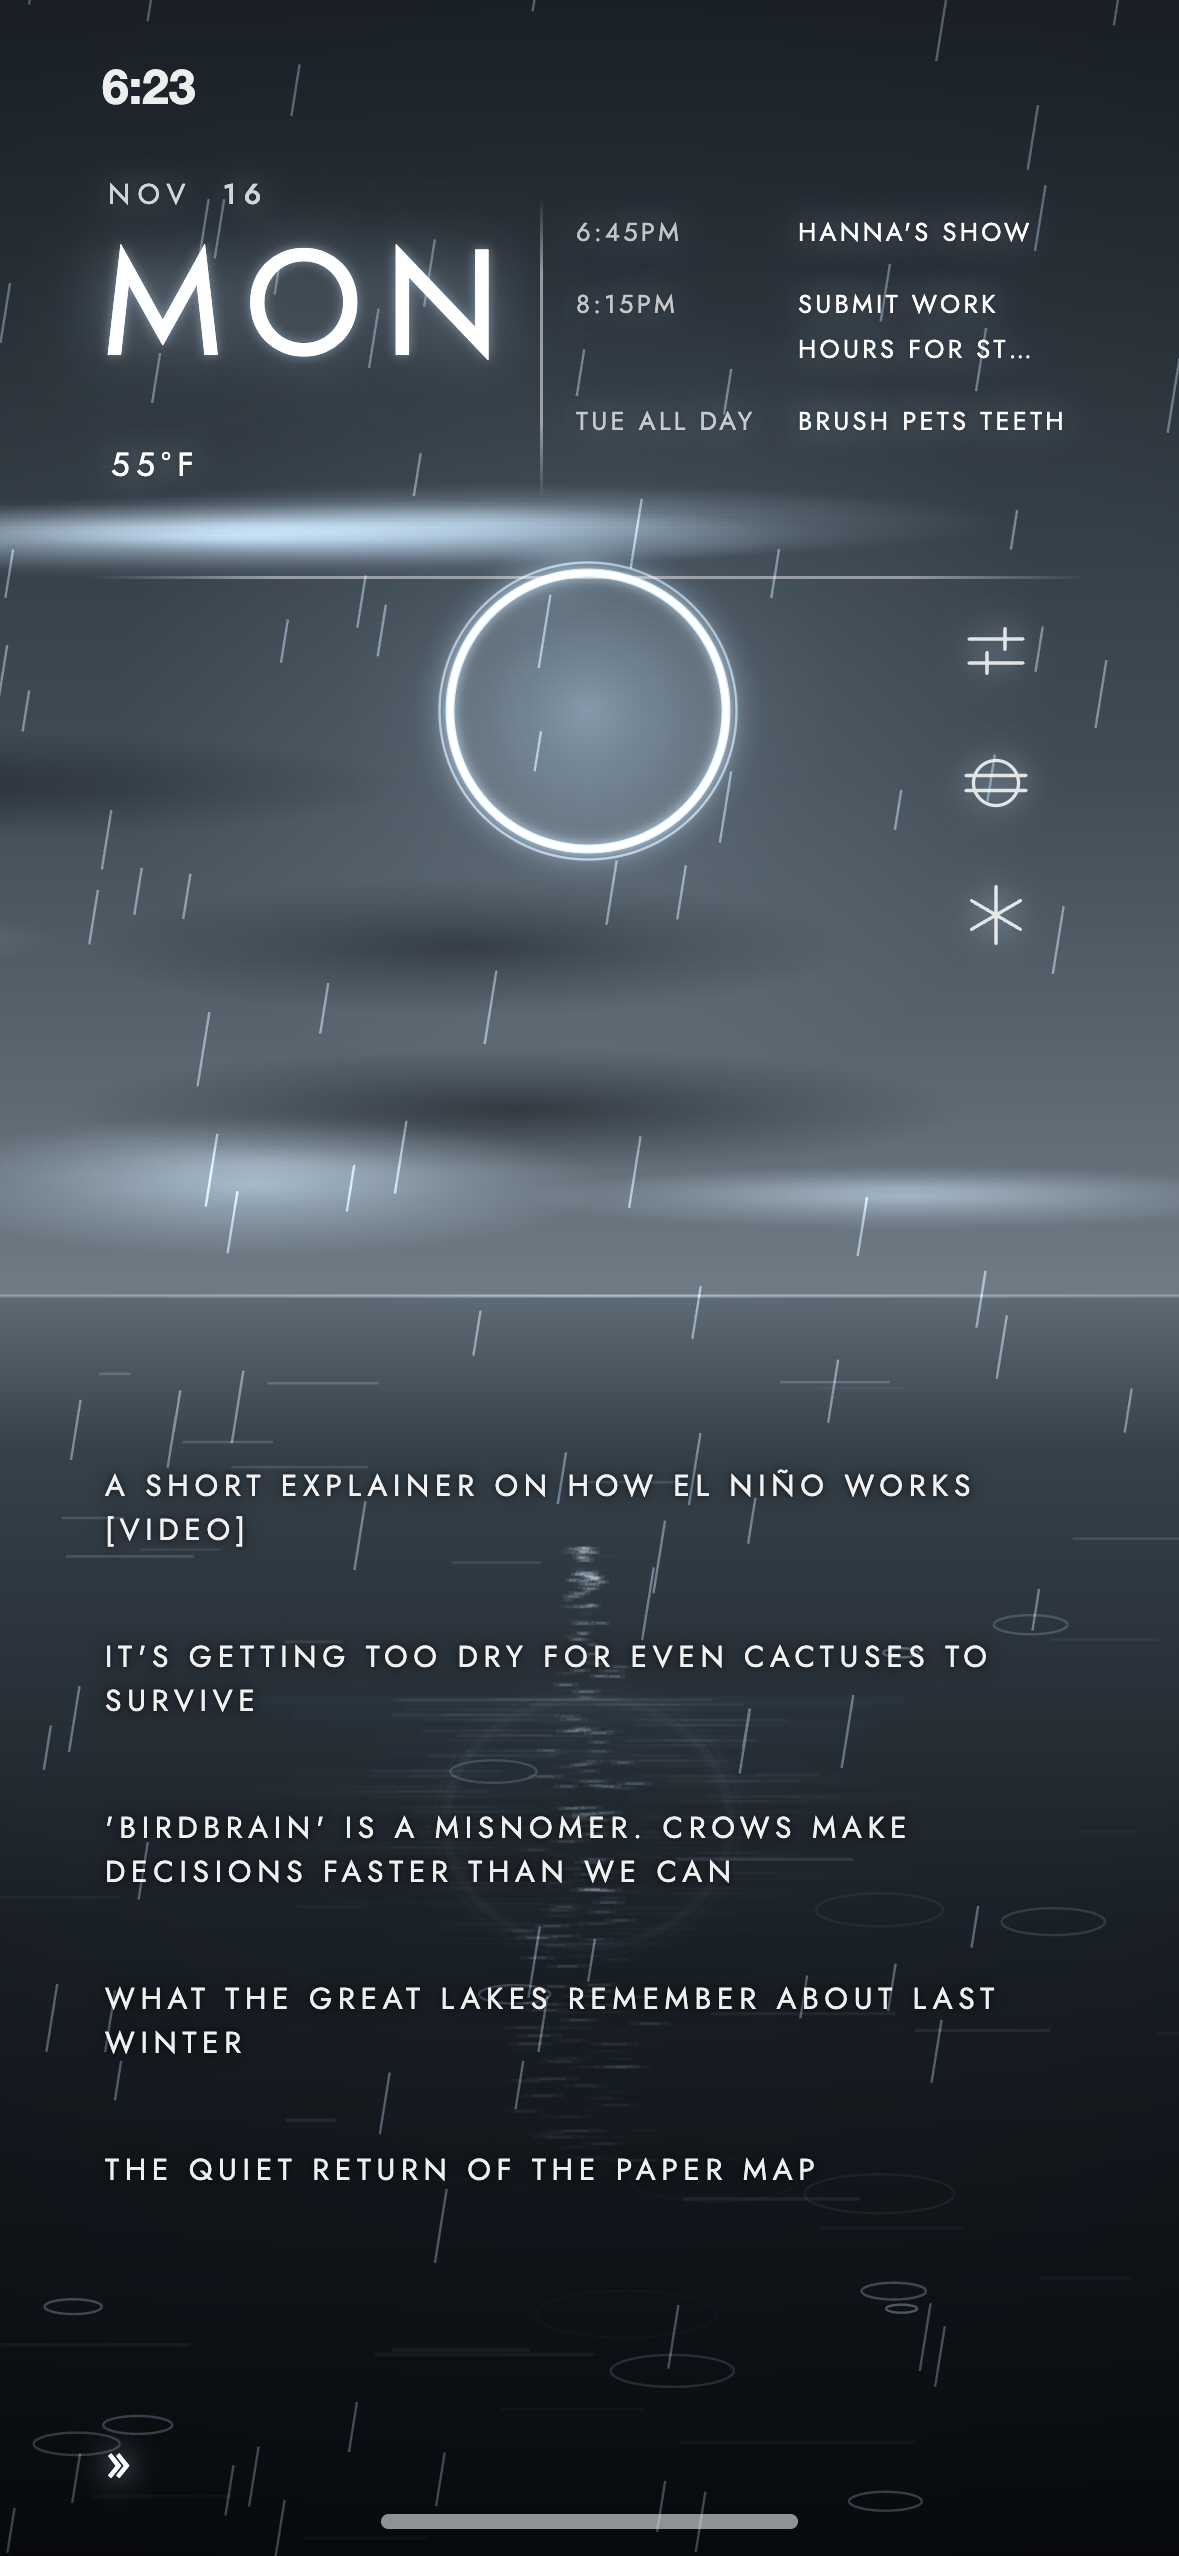 6:23
NOV 16
MON
55°F
6:45PM HANNA'S SHOW
8:15PM SUBMIT WORK
HOURS FOR ST...
TUE ALL DAY BRUSH PETS TEETH
A SHORT EXPLAINER ON HOW EL NIÑO WORKS
[VIDEO]
IT'S GETTING TOO DRY FOR EVEN CACTUSES TO
SURVIVE
'BIRDBRAIN' IS A MISNOMER. CROWS MAKE
DECISIONS FASTER THAN WE CAN
WHAT THE GREAT LAKES REMEMBER ABOUT LAST
WINTER
THE QUIET RETURN OF THE PAPER MAP
»